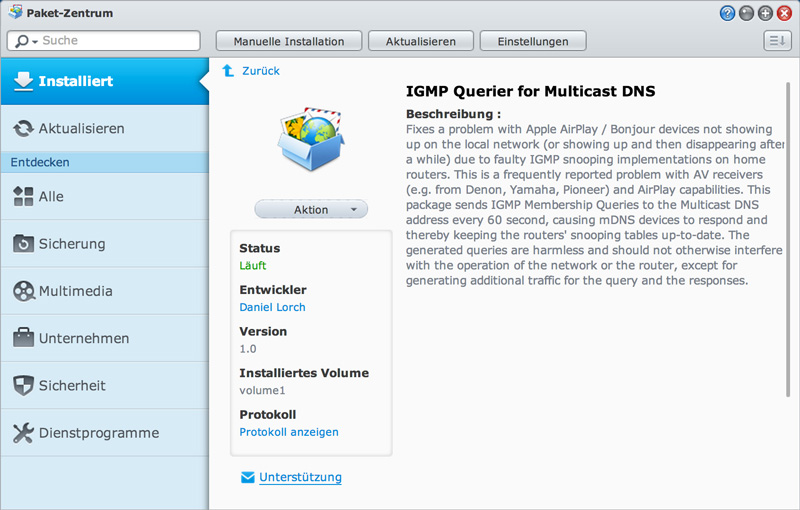 Paket-Zentrum
Suche
Manuelle Installation
Aktualisieren
Einstellungen
Installiert
Aktualisieren
Entdecken
Alle
Sicherung
Multimedia
Unternehmen
Sicherheit
Dienstprogramme
Zurück
Aktion
Status
Läuft
Entwickler
Daniel Lorch
Version
1.0
Installiertes Volume
volume1
Protokoll
Protokoll anzeigen
Unterstützung
IGMP Querier for Multicast DNS
Beschreibung :
Fixes a problem with Apple AirPlay / Bonjour devices not showing
up on the local network (or showing up and then disappearing after
a while) due to faulty IGMP snooping implementations on home
routers. This is a frequently reported problem with AV receivers
(e.g. from Denon, Yamaha, Pioneer) and AirPlay capabilities. This
package sends IGMP Membership Queries to the Multicast DNS
address every 60 second, causing mDNS devices to respond and
thereby keeping the routers' snooping tables up-to-date. The
generated queries are harmless and should not otherwise interfere
with the operation of the network or the router, except for
generating additional traffic for the query and the responses.